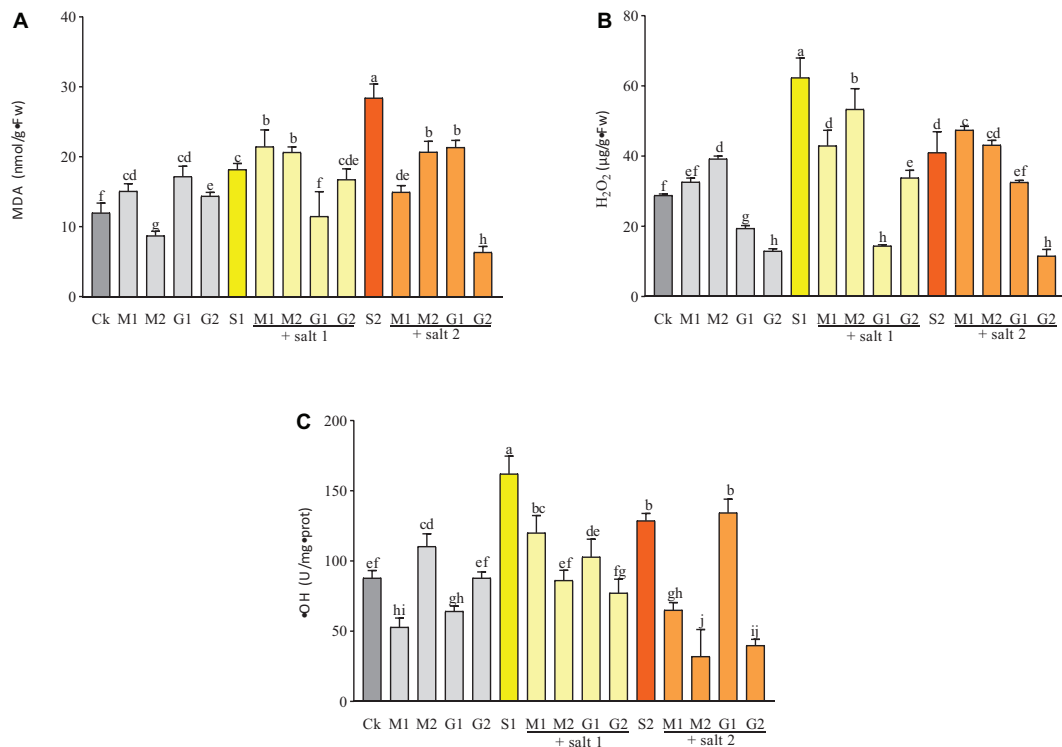 A
MDA (nmol/g•Fw)
40
30
20
10
0
f
cd
g
cd
e
c
b
b
f
cde
a
de
b
b
h
Ck M1 M2 G1 G2 S1 M1 M2 G1 G2 S2 M1 M2 G1 G2
+ salt 1 + salt 2
B
H2O2 (µg/g•Fw)
80
60
40
20
0
f
ef
d
g
h
a
d
b
h
e
d
c
cd
ef
h
Ck M1 M2 G1 G2 S1 M1 M2 G1 G2 S2 M1 M2 G1 G2
+ salt 1 + salt 2
C
•OH (U/mg•prot)
200
150
100
50
0
ef
hi
cd
gh
ef
a
bc
ef
de
fg
b
gh
j
b
ij
Ck M1 M2 G1 G2 S1 M1 M2 G1 G2 S2 M1 M2 G1 G2
+ salt 1 + salt 2